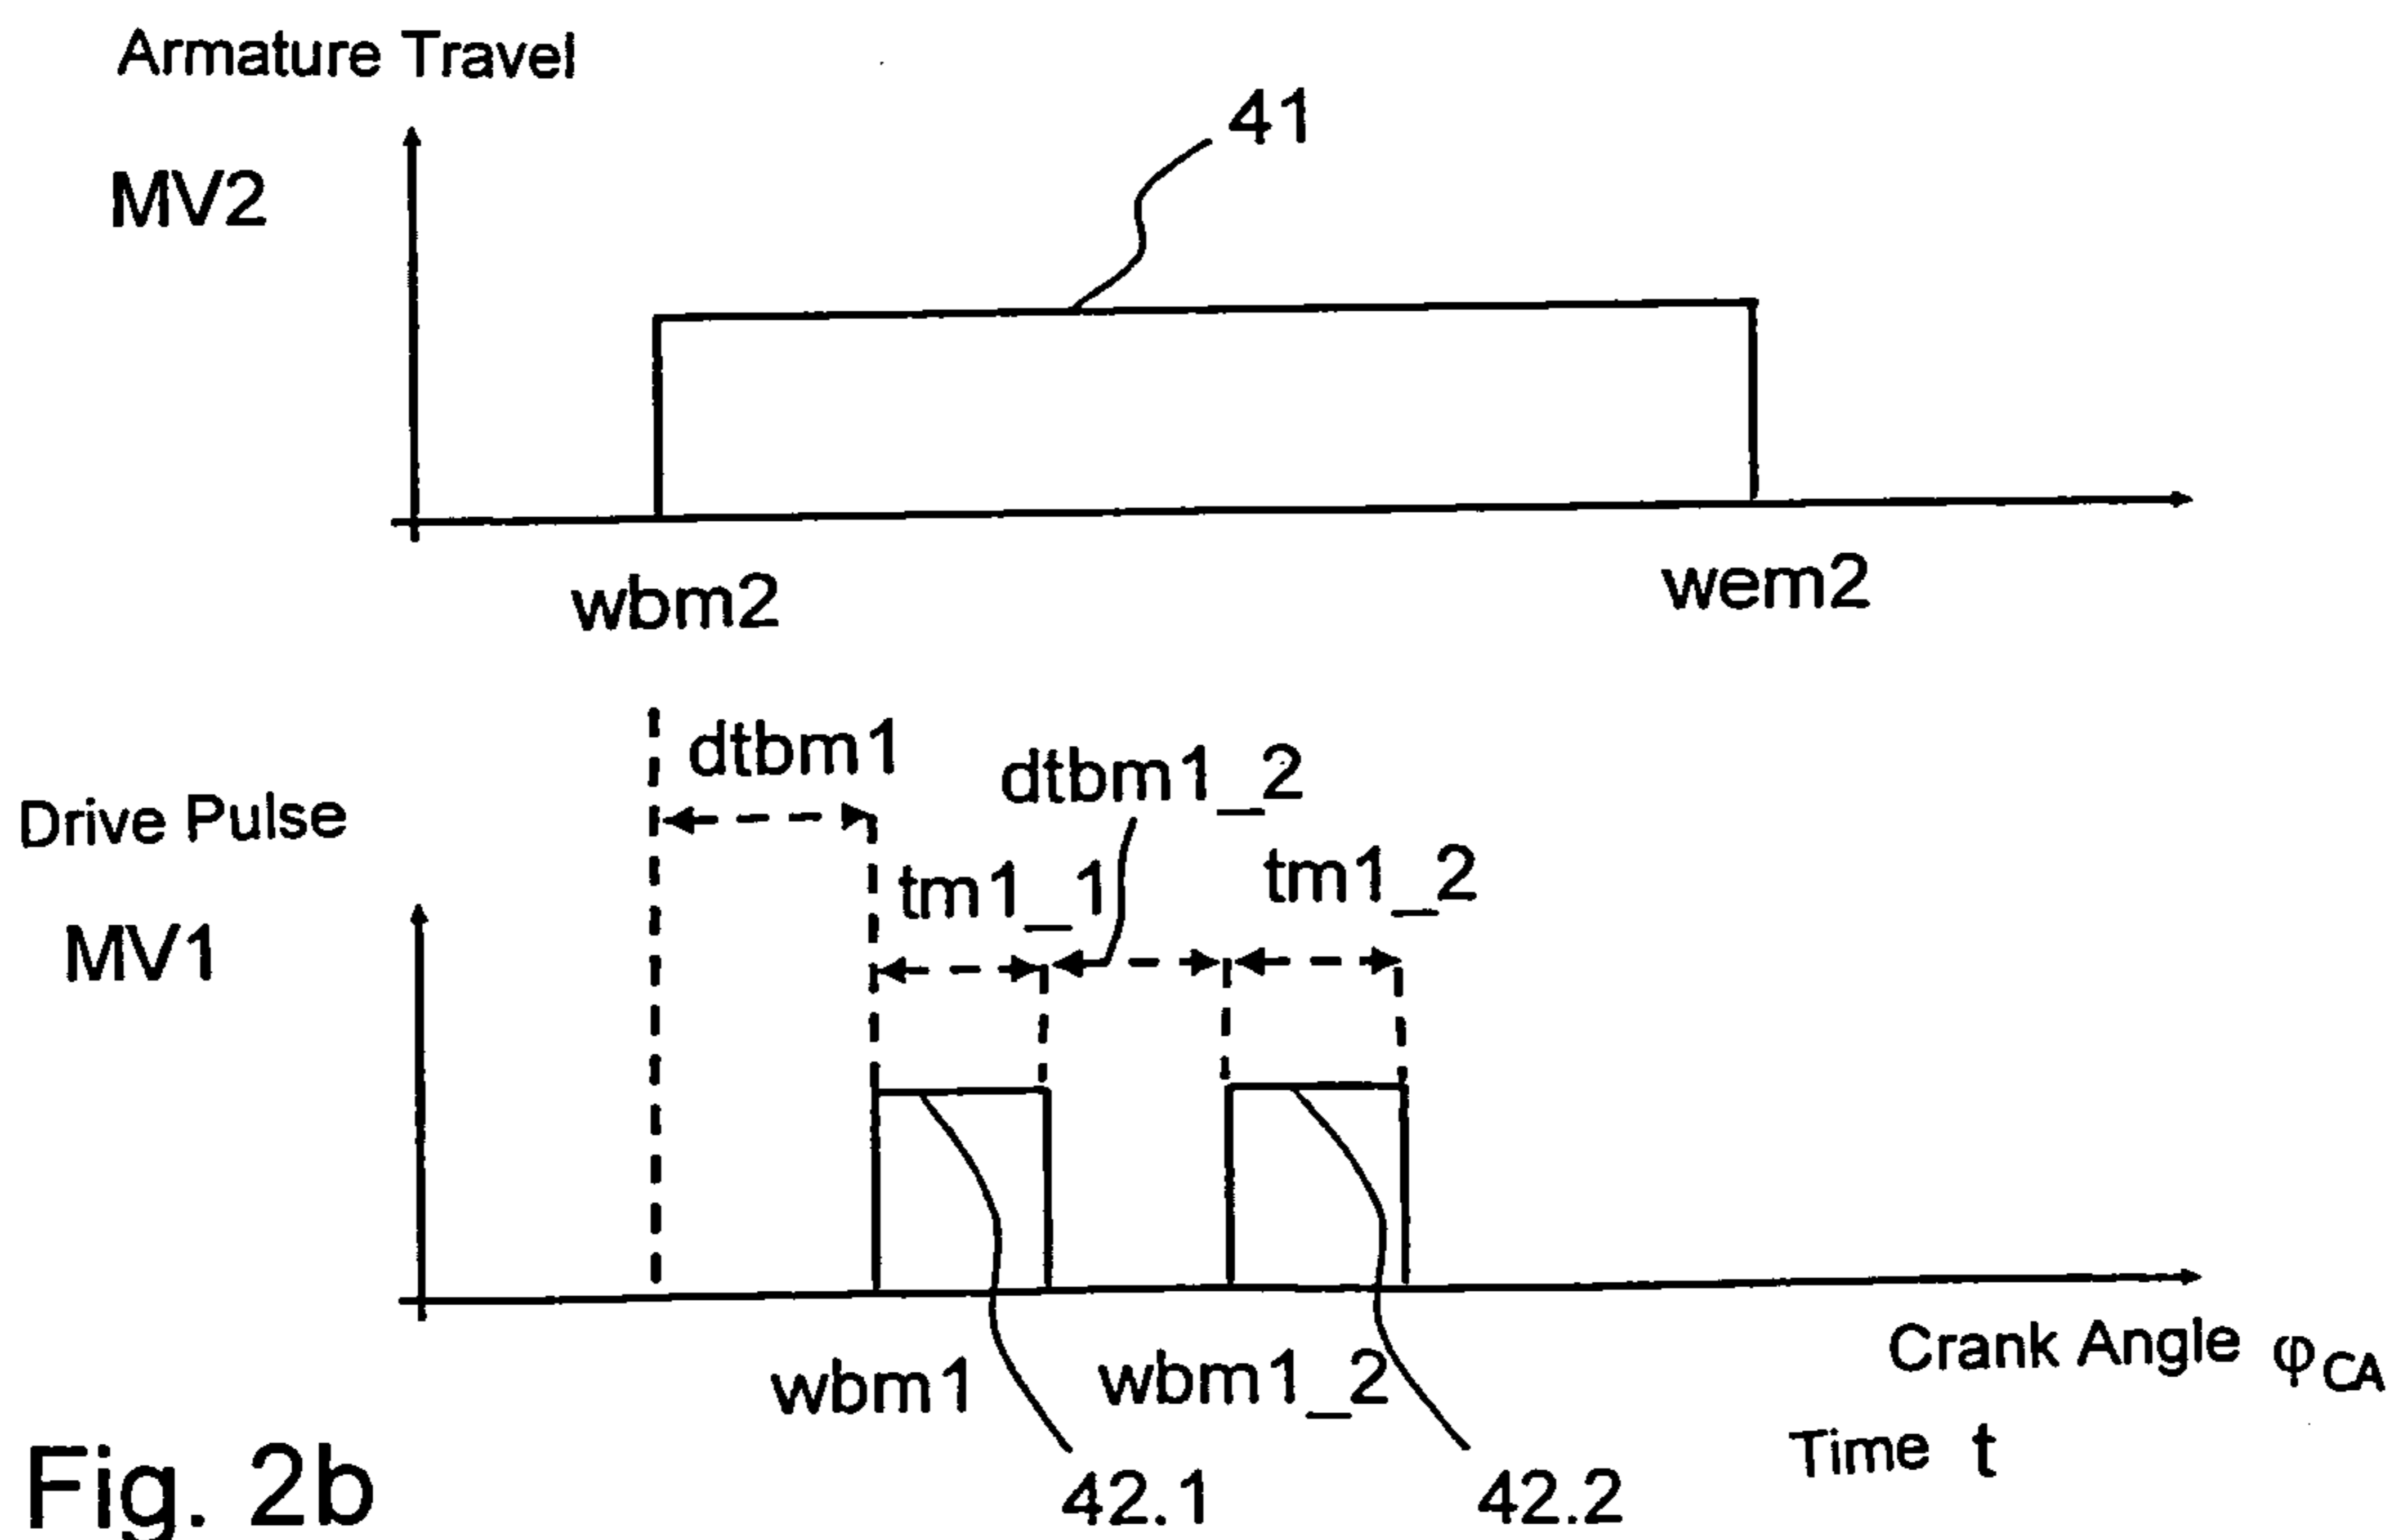 Armature Travel
MV2
41
wbm2
wem2
dtbm1
dtbm1_2
Drive Pulse
MV1
tm1_1
tm1_2
wbm1
wbm1_2
Crank Angle φCA
Time t
42.1
42.2
Fig. 2b